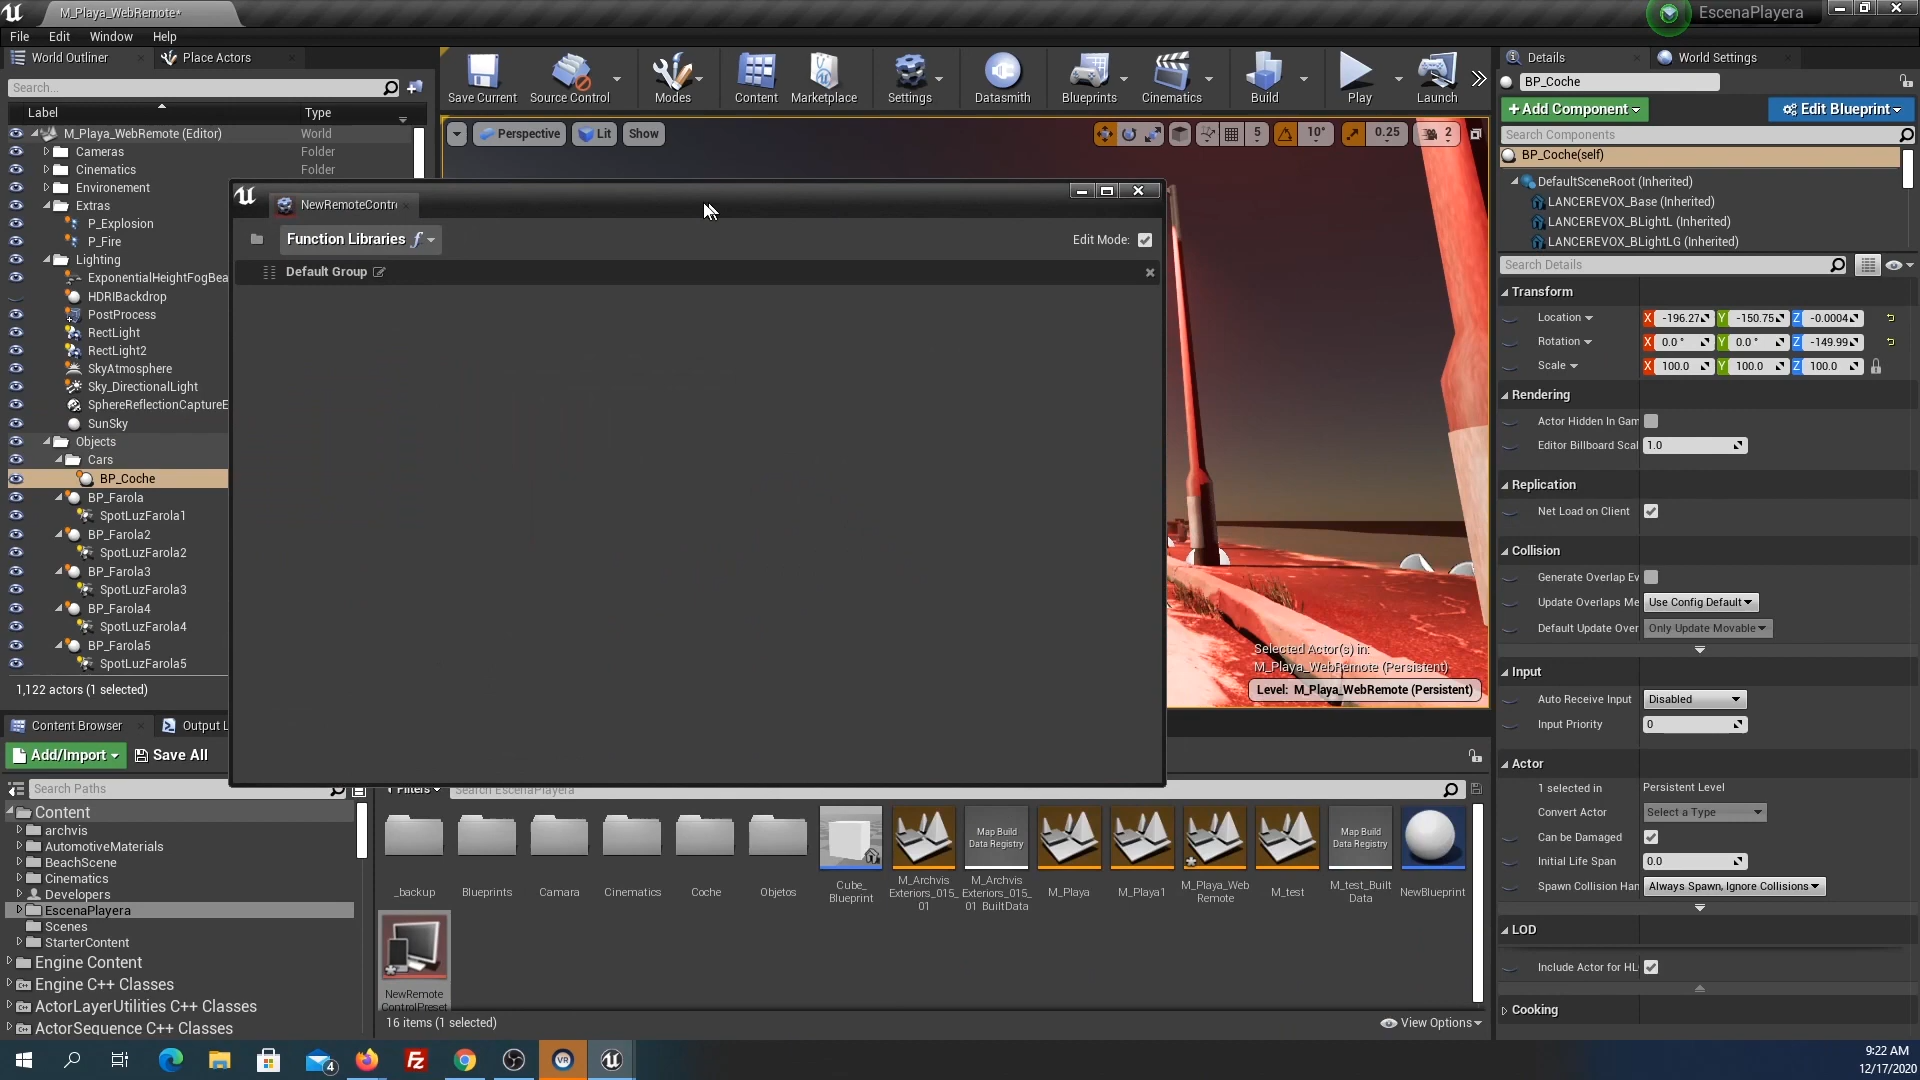 M_Playa_WebRemote*
EscenaPlayera
File Edit Window Help
World Outliner
Place Actors
Search...
Label Type
M_Playa_WebRemote (Editor) World
Cameras Folder
Cinematics Folder
Environement Folder
Extras
P_Explosion
P_Fire
Lighting
ExponentialHeightFogBea
HDRIBackdrop
PostProcess
RectLight
RectLight2
SkyAtmosphere
Sky_DirectionalLight
SphereReflectionCaptureE
SunSky
Objects
Cars
BP_Coche
BP_Farola
SpotLuzFarola1
BP_Farola2
SpotLuzFarola2
BP_Farola3
SpotLuzFarola3
BP_Farola4
SpotLuzFarola4
BP_Farola5
SpotLuzFarola5
1,122 actors (1 selected)
Save Current Source Control Modes Content Marketplace Settings Datasmith Blueprints Cinematics Build Play Launch
Perspective Lit Show
5 10° 0.25 2
NewRemoteContr
Function Libraries
Edit Mode:
Default Group
Selected Actor(s) in:
M_Playa_WebRemote (Persistent)
Level: M_Playa_WebRemote (Persistent)
Details
World Settings
BP_Coche
+Add Component
Edit Blueprint
Search Components
BP_Coche(self)
DefaultSceneRoot (Inherited)
LANCEREVOX_Base (Inherited)
LANCEREVOX_BLightL (Inherited)
LANCEREVOX_BLightLG (Inherited)
Search Details
Transform
Location X -196.27 Y -150.75 Z -0.0004
Rotation X 0.0 ° Y 0.0 ° Z -149.99
Scale X 100.0 Y 100.0 Z 100.0
Rendering
Actor Hidden In Gam
Editor Billboard Scal 1.0
Replication
Net Load on Client
Collision
Generate Overlap Ev
Update Overlaps Me Use Config Default
Default Update Over Only Update Movable
Input
Auto Receive Input Disabled
Input Priority 0
Actor
1 selected in Persistent Level
Convert Actor Select a Type
Can be Damaged
Initial Life Span 0.0
Spawn Collision Han Always Spawn, Ignore Collisions
LOD
Include Actor for HL
Cooking
Content Browser
Output L
Add/Import
Save All
Search Paths
Filters
Search EscenaPlayera
Content
archvis
AutomotiveMaterials
BeachScene
Cinematics
Developers
EscenaPlayera
Scenes
StarterContent
Engine Content
Engine C++ Classes
ActorLayerUtilities C++ Classes
ActorSequence C++ Classes
Map Build
Data Registry
Map Build
Data Registry
_backup
Blueprints
Camara
Cinematics
Coche
Objetos
Cube_
Blueprint
M_Archvis
Exteriors_015_
01
M_Archvis
Exteriors_015_
01_BuiltData
M_Playa
M_Playa1
M_Playa_Web
Remote
M_test
M_test_Built
Data
NewBlueprint
NewRemote
ControlPreset
16 items (1 selected)
View Options
4
VR
9:22 AM
12/17/2020